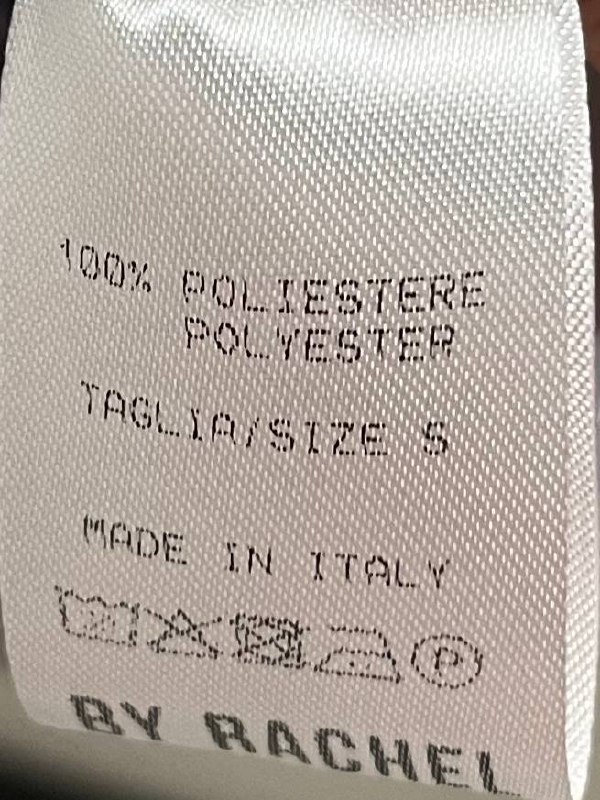 100% POLIESTERE
POLYESTER
TAGLIA/SIZE S
MADE IN ITALY
P
BY RACHEL